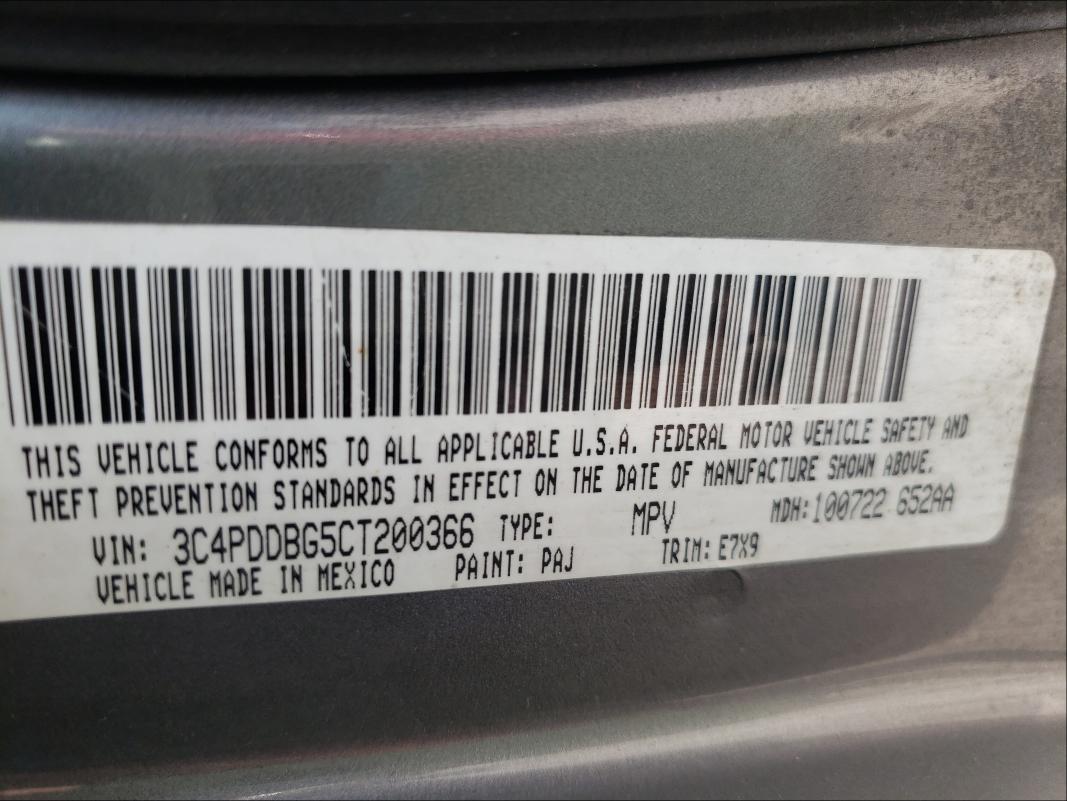 THIS VEHICLE CONFORMS TO ALL APPLICABLE U.S.A. FEDERAL MOTOR VEHICLE SAFETY AND
THEFT PREVENTION STANDARDS IN EFFECT ON THE DATE OF MANUFACTURE SHOWN ABOVE.
VIN: 3C4PDDBG5CT200366 TYPE: MPV MDH:100722 652AA
VEHICLE MADE IN MEXICO PAINT: PAJ TRIM: E7X9